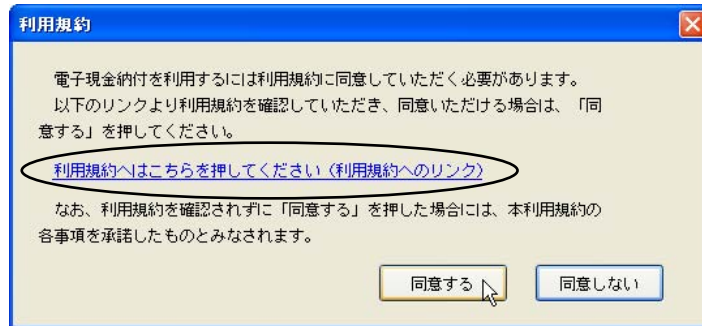 利用規約
電子現金納付を利用するには利用規約に同意していただく必要があります。
以下のリンクより利用規約を確認していただき、同意いただける場合は、「同
意する」を押してください。
利用規約へはこちらを押してください（利用規約へのリンク）
なお、利用規約を確認されずに「同意する」を押した場合には、本利用規約の
各事項を承諾したものとみなされます。
同意する
同意しない